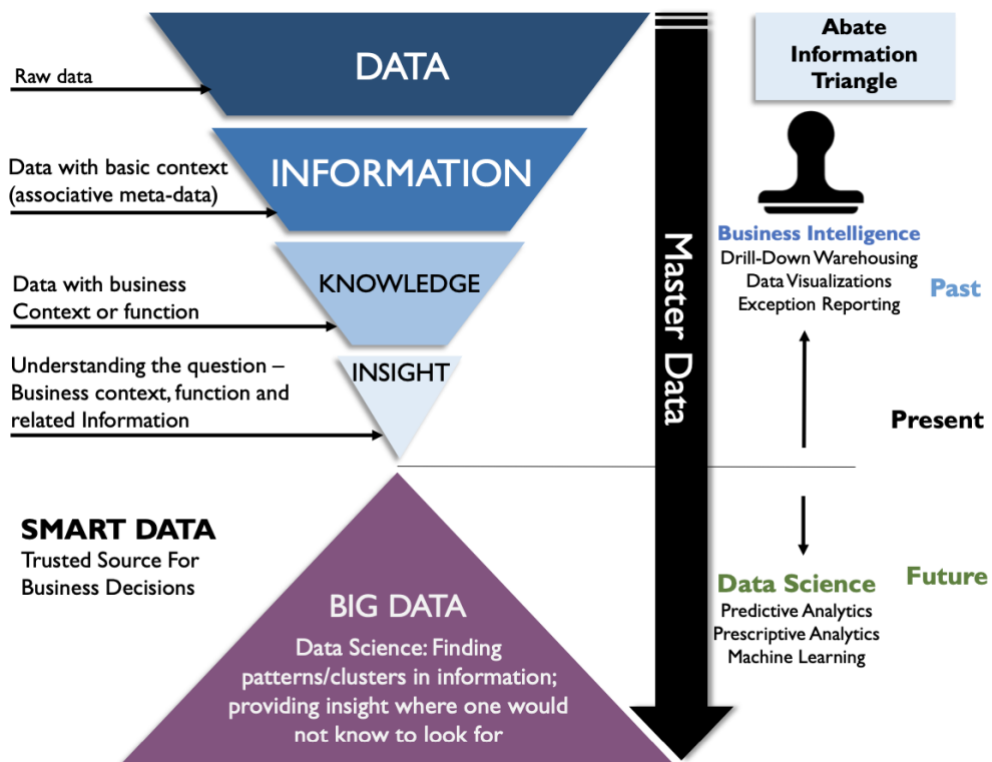 Abate
Information
Triangle
DATA
Raw data
INFORMATION
Data with basic context
(associative meta-data)
KNOWLEDGE
Data with business
Context or function
INSIGHT
Understanding the question –
Business context, function and
related Information
Master Data
Business Intelligence
Drill-Down Warehousing
Data Visualizations
Exception Reporting
Past
Present
SMART DATA
Trusted Source For
Business Decisions
BIG DATA
Data Science: Finding
patterns/clusters in information;
providing insight where one would
not know to look for
Data Science
Predictive Analytics
Prescriptive Analytics
Machine Learning
Future